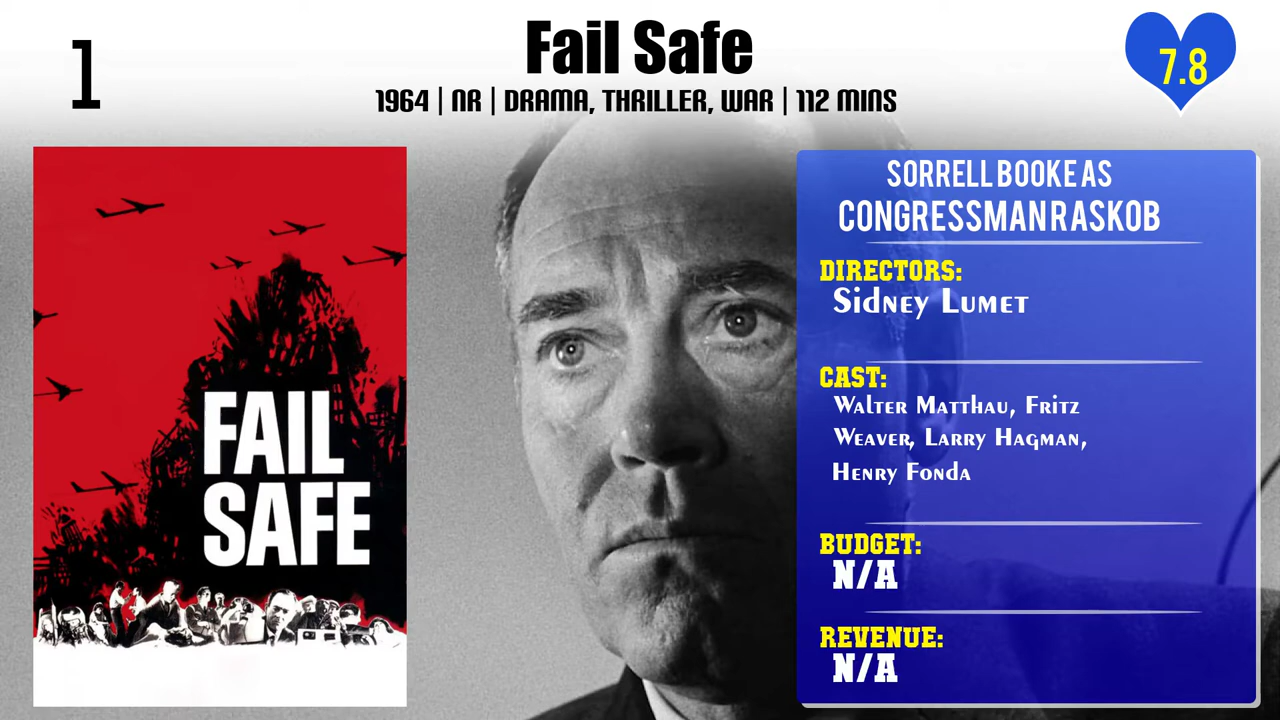 1
Fail Safe
1964 | NR | DRAMA, THRILLER, WAR | 112 MINS
7.8
FAIL
SAFE
SORRELL BOOKE AS
CONGRESSMAN RASKOB
DIRECTORS:
Sidney Lumet
CAST:
Walter Matthau, Fritz
Weaver, Larry Hagman,
Henry Fonda
BUDGET:
N/A
REVENUE:
N/A